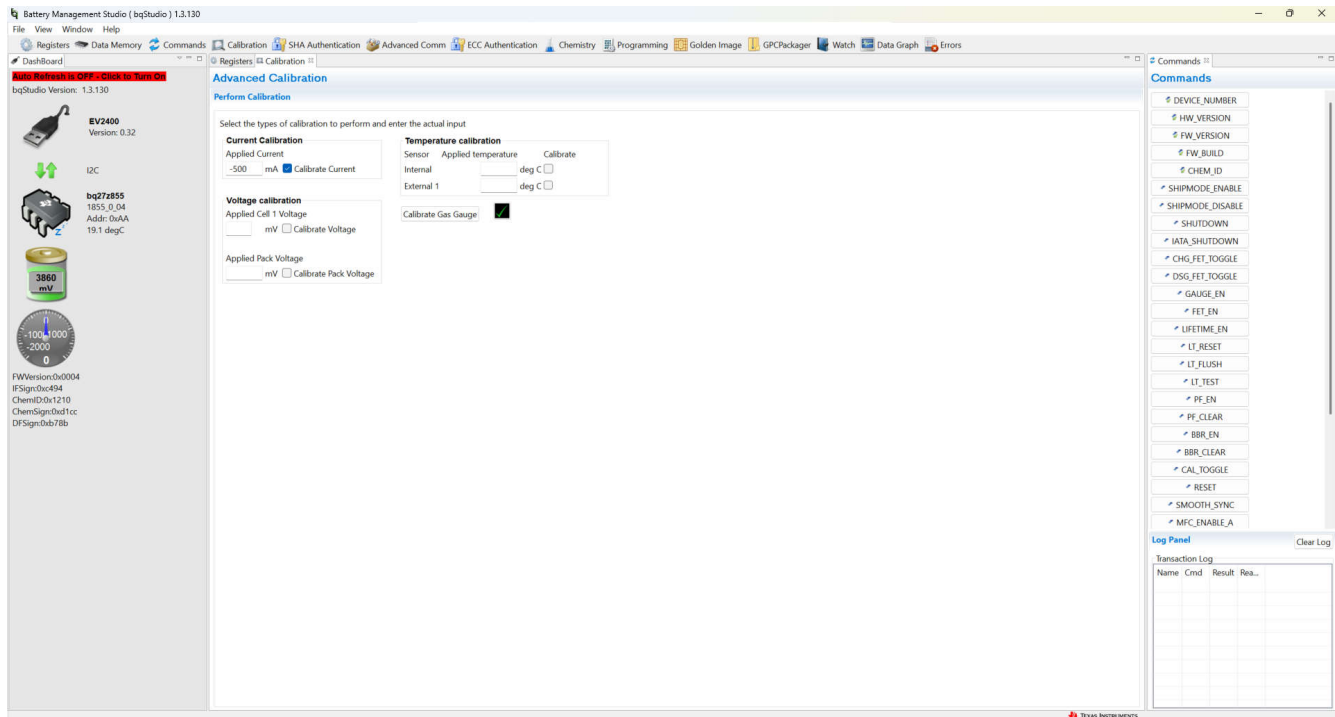 Battery Management Studio ( bqStudio ) 1.3.130
File View Window Help
Registers Data Memory Commands Calibration SHA Authentication Advanced Comm ECC Authentication Chemistry Programming Golden Image GPCPackager Watch Data Graph Errors
DashBoard
Auto Refresh is OFF - Click to Turn On
bqStudio Version: 1.3.130
EV2400
Version: 0.32
I2C
bq27z855
1855_0_04
Addr: 0xAA
19.1 degC
z
3860
mV
-100 1000
-2000
0
FWVersion:0x0004
IFSign:0xc494
ChemID:0x1210
ChemSign:0xd1cc
DFSign:0xb78b
Registers Calibration
Advanced Calibration
Perform Calibration
Select the types of calibration to perform and enter the actual input
Current Calibration
Applied Current
-500 mA Calibrate Current
Voltage calibration
Applied Cell 1 Voltage
mV Calibrate Voltage
Applied Pack Voltage
mV Calibrate Pack Voltage
Temperature calibration
Sensor Applied temperature Calibrate
Internal deg C
External 1 deg C
Calibrate Gas Gauge
Commands
Commands
DEVICE_NUMBER
HW_VERSION
FW_VERSION
FW_BUILD
CHEM_ID
SHIPMODE_ENABLE
SHIPMODE_DISABLE
SHUTDOWN
IATA_SHUTDOWN
CHG_FET_TOGGLE
DSG_FET_TOGGLE
GAUGE_EN
FET_EN
LIFETIME_EN
LT_RESET
LT_FLUSH
LT_TEST
PF_EN
PF_CLEAR
BBR_EN
BBR_CLEAR
CAL_TOGGLE
RESET
SMOOTH_SYNC
MFC_ENABLE_A
Log Panel
Clear Log
Transaction Log
Name Cmd Result Rea...
TEXAS INSTRUMENTS